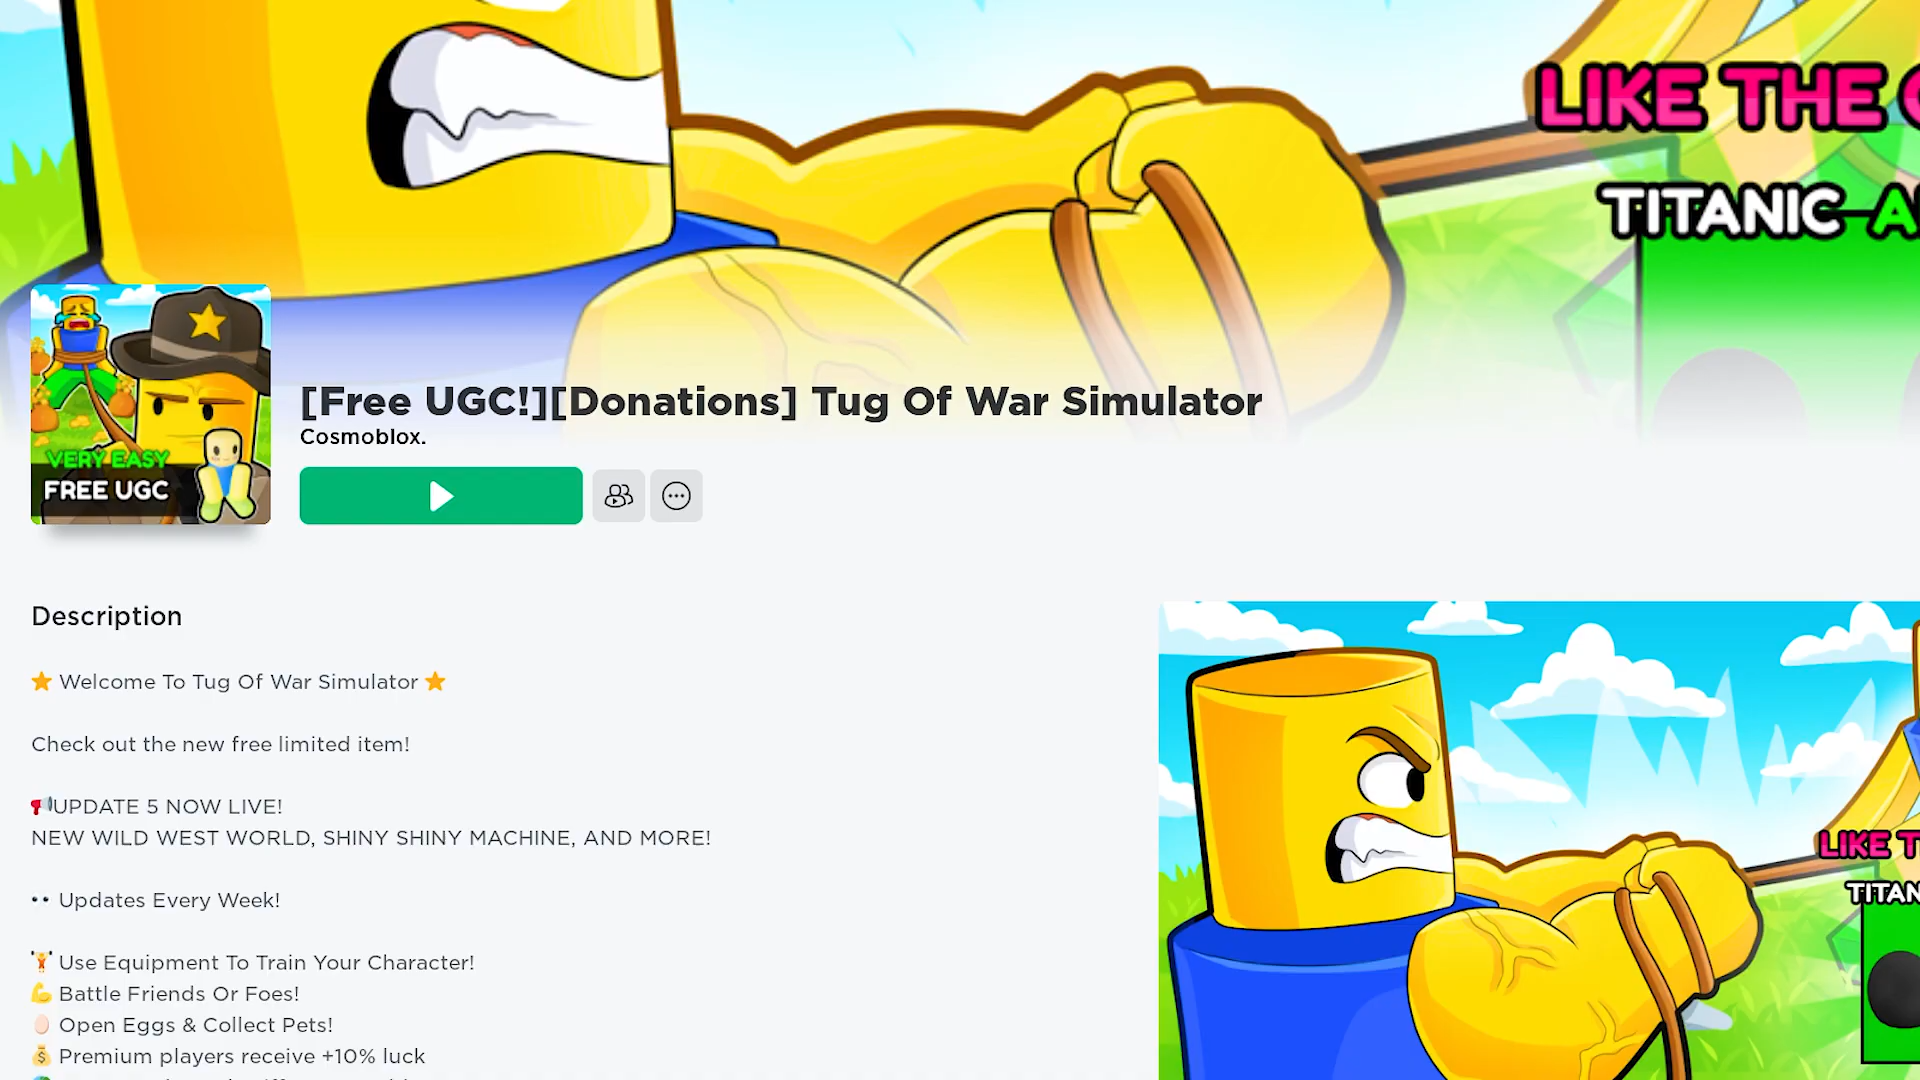 LIKE THE
TITANIC
VERY EASY
FREE UGC
[Free UGC!][Donations] Tug Of War Simulator
Cosmoblox.
Description
⭐ Welcome To Tug Of War Simulator ⭐
Check out the new free limited item!
📢UPDATE 5 NOW LIVE!
NEW WILD WEST WORLD, SHINY SHINY MACHINE, AND MORE!
👀 Updates Every Week!
🏋 Use Equipment To Train Your Character!
💪 Battle Friends Or Foes!
🥚 Open Eggs & Collect Pets!
💰 Premium players receive +10% luck
LIKE